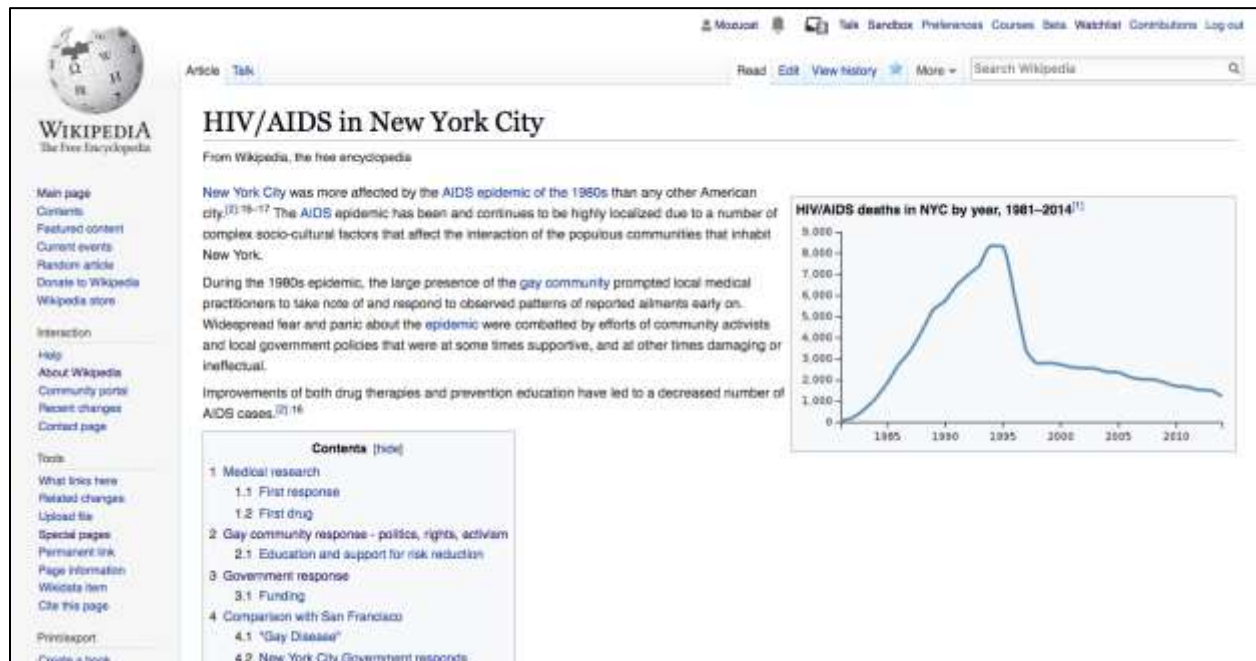 Mozucat Talk Sandbox Preferences Courses Beta Watchlist Contributions Log out
Article Talk Read Edit View history More Search Wikipedia
WIKIPEDIA
The Free Encyclopedia
HIV/AIDS in New York City
From Wikipedia, the free encyclopedia
Main page
Contents
Featured content
Current events
Random article
Donate to Wikipedia
Wikipedia store
Interaction
Help
About Wikipedia
Community portal
Recent changes
Contact page
Tools
What links here
Related changes
Upload file
Special pages
Permanent link
Page information
Wikidata item
Cite this page
Print/export
Create a book
New York City was more affected by the AIDS epidemic of the 1980s than any other American
city.[2]:16–17 The AIDS epidemic has been and continues to be highly localized due to a number of
complex socio-cultural factors that affect the interaction of the populous communities that inhabit
New York.
During the 1980s epidemic, the large presence of the gay community prompted local medical
practitioners to take note of and respond to observed patterns of reported ailments early on.
Widespread fear and panic about the epidemic were combatted by efforts of community activists
and local government policies that were at some times supportive, and at other times damaging or
ineffectual.
Improvements of both drug therapies and prevention education have led to a decreased number of
AIDS cases.[2]:16
Contents [hide]
1 Medical research
1.1 First response
1.2 First drug
2 Gay community response - politics, rights, activism
2.1 Education and support for risk reduction
3 Government response
3.1 Funding
4 Comparison with San Francisco
4.1 "Gay Disease"
4.2 New York City Government responds
HIV/AIDS deaths in NYC by year, 1981–2014[1]
9,000
8,000
7,000
6,000
5,000
4,000
3,000
2,000
1,000
0
1985 1990 1995 2000 2005 2010